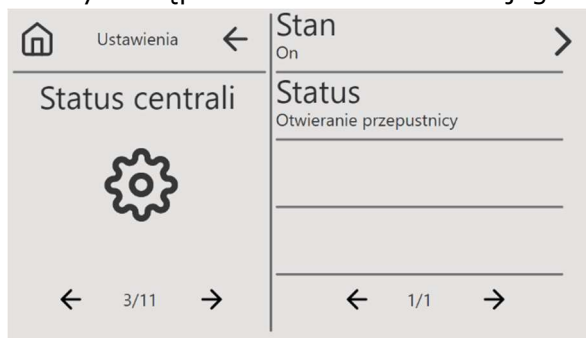 Ustawienia
Status centrali
3/11
Stan
On
Status
Otwieranie przepustnicy
1/1